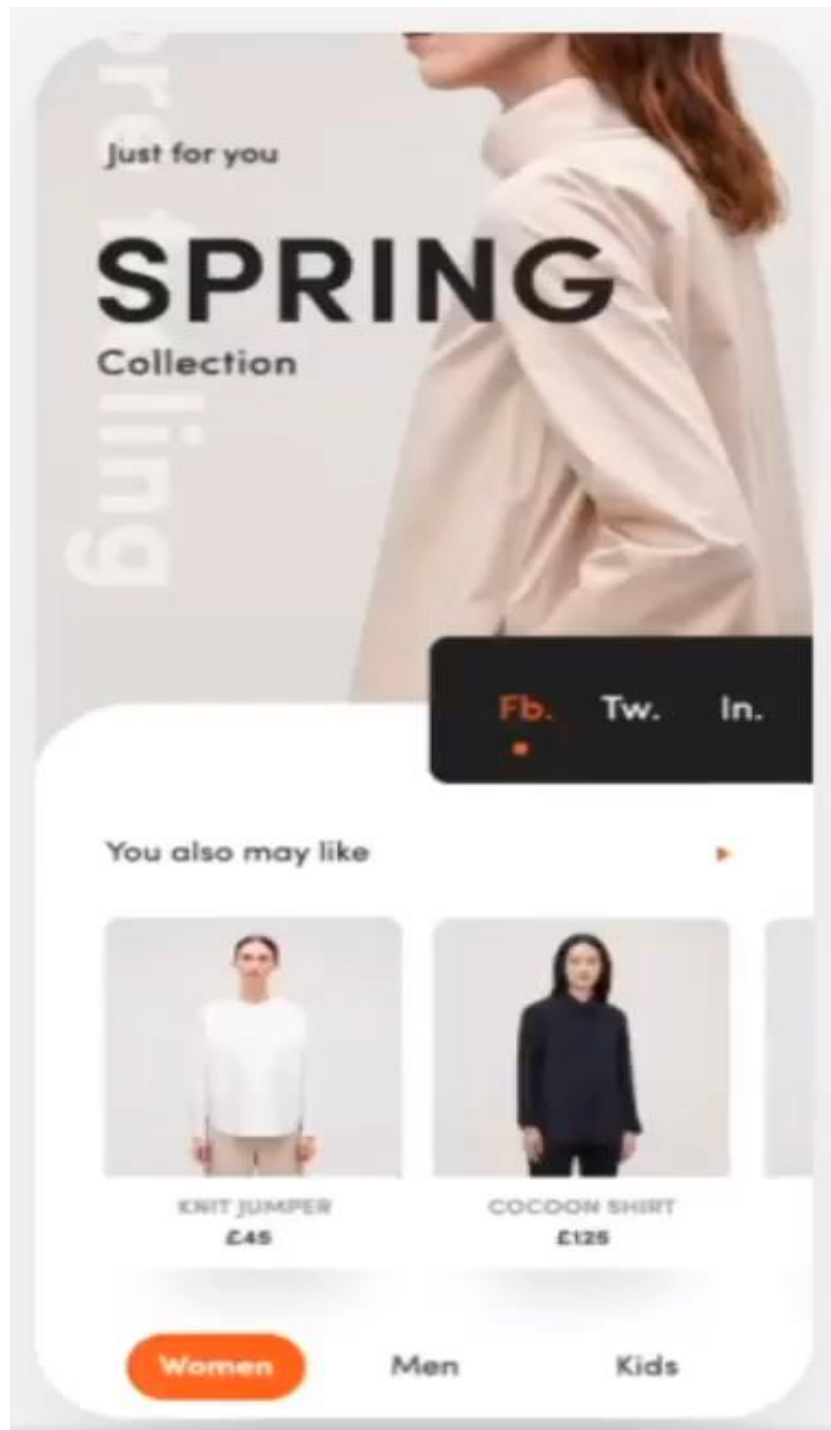 Just for you
SPRING
Collection
lling
Fb. Tw. In.
You also may like
KNIT JUMPER
£45
COCOON SHIRT
£125
Women Men Kids